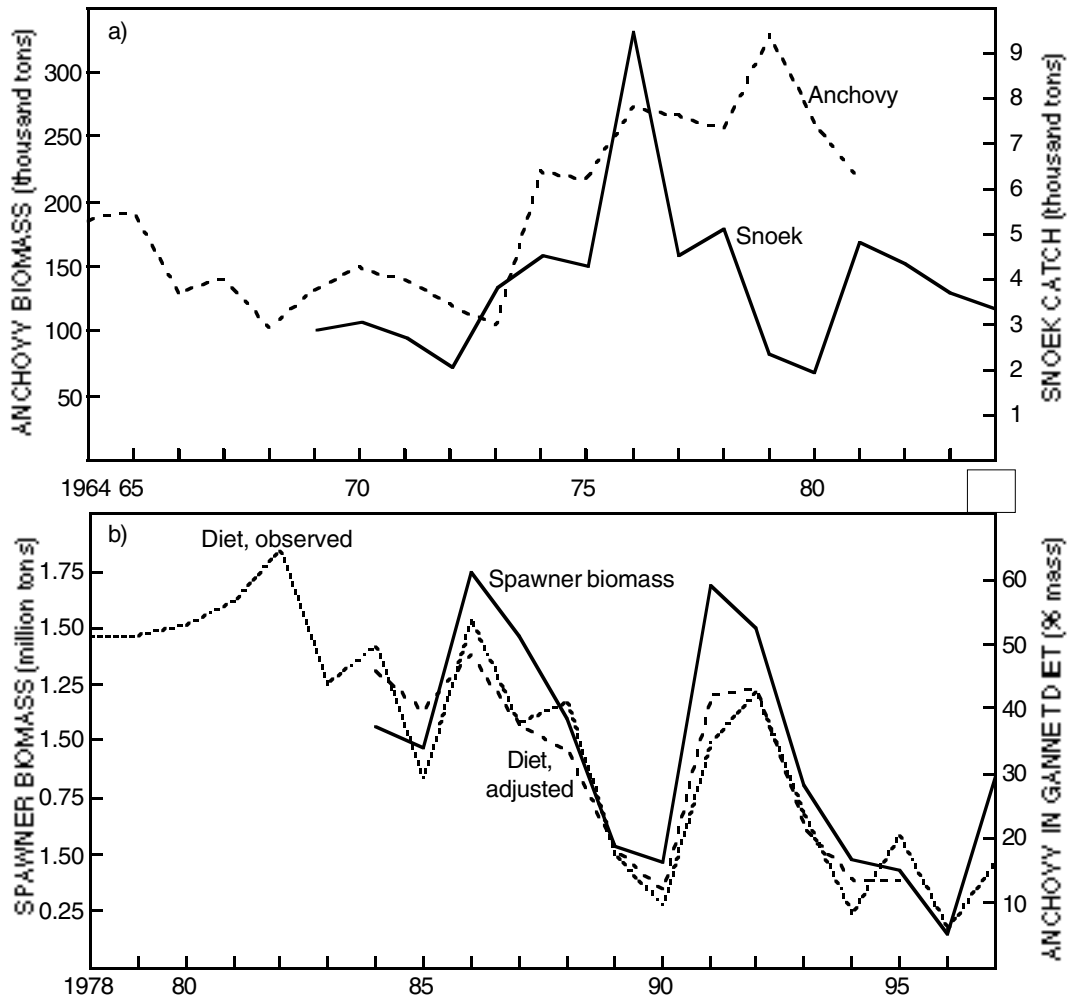 a)
ANCHOVY BIOMASS (thousand tons)
300
250
200
150
100
50
Anchovy
Snoek
9
8
7
6
5
4
3
2
1
SNOEK CATCH (thousand tons)
1964 65 70 75 80
b)
SPAWNER BIOMASS (million tons)
1.75
1.50
1.25
1.50
0.75
1.50
0.25
Diet, observed
Spawner biomass
Diet,
adjusted
60
50
40
30
20
10
ANCHOVY IN GANNET D ET (% mass)
1978 80 85 90 95